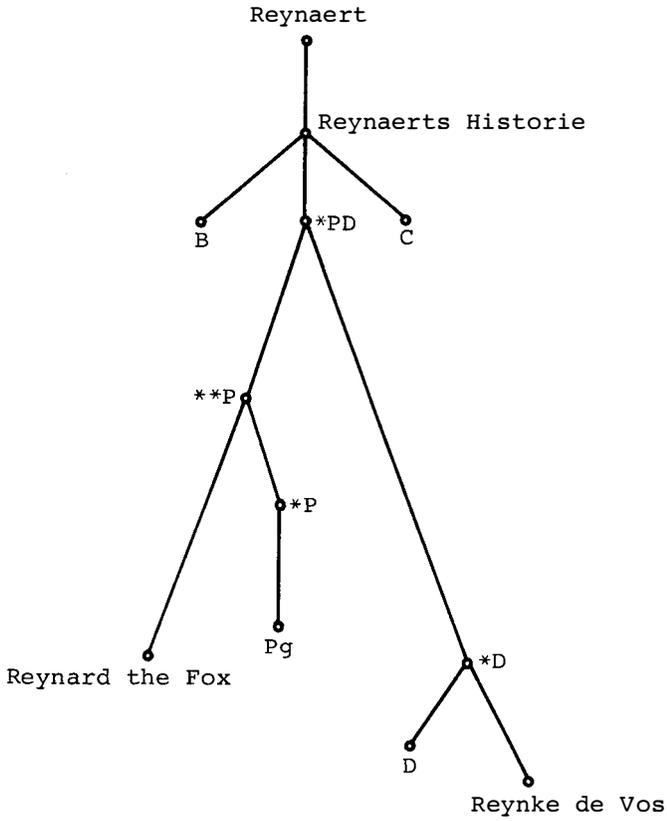 Reynaert
Reynaerts Historie
B
*PD
C
**P
*P
Pg
Reynard the Fox
*D
D
Reynke de Vos